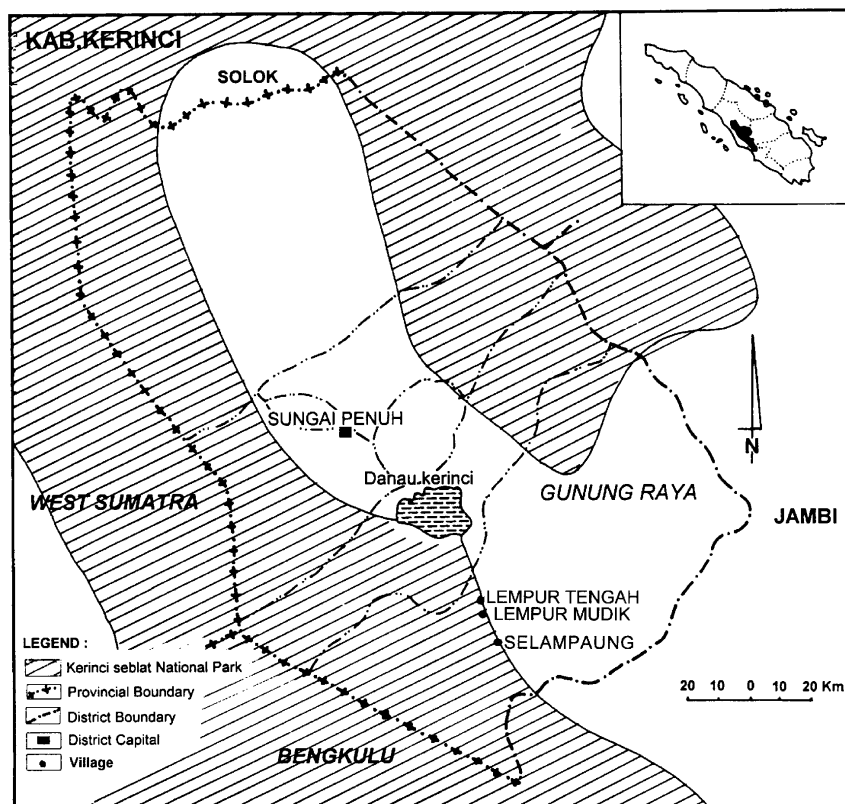 KAB.KERINCI
SOLOK
SUNGAI PENUH
Danau kerinci
WEST SUMATRA
GUNUNG RAYA
N
JAMBI
LEMPUR TENGAH
LEMPUR MUDIK
SELAMPAUNG
BENGKULU
LEGEND :
Kerinci seblat National Park
Provincial Boundary
District Boundary
District Capital
Village
20 10 0 10 20 Km